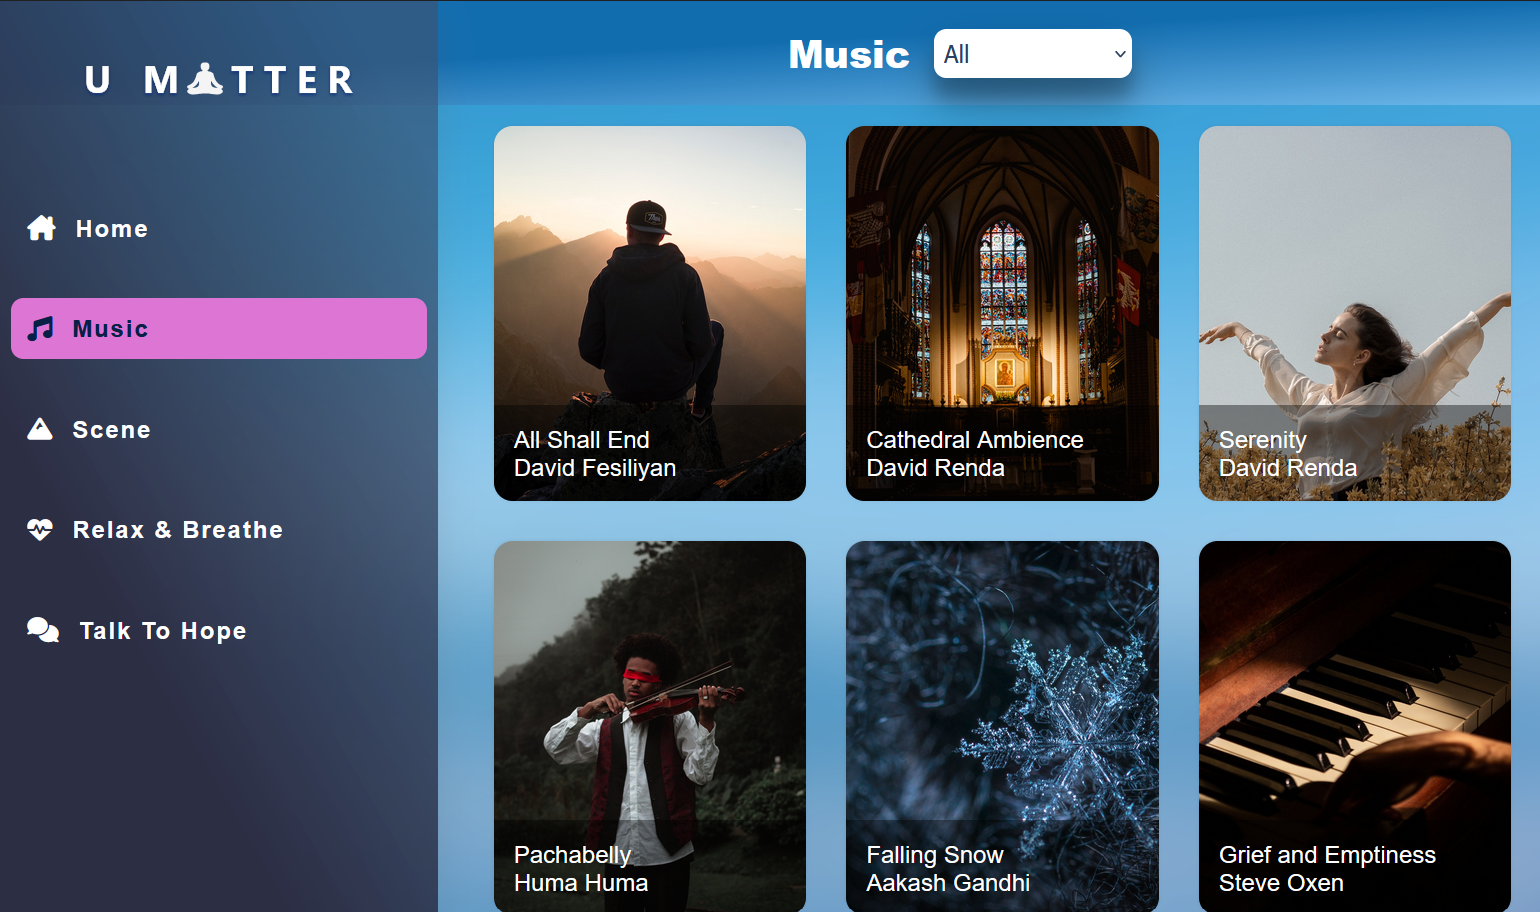 U MATTER
Music
All
Home
Music
Scene
Relax & Breathe
Talk To Hope
All Shall End
David Fesiliyan
Cathedral Ambience
David Renda
Serenity
David Renda
Pachabelly
Huma Huma
Falling Snow
Aakash Gandhi
Grief and Emptiness
Steve Oxen